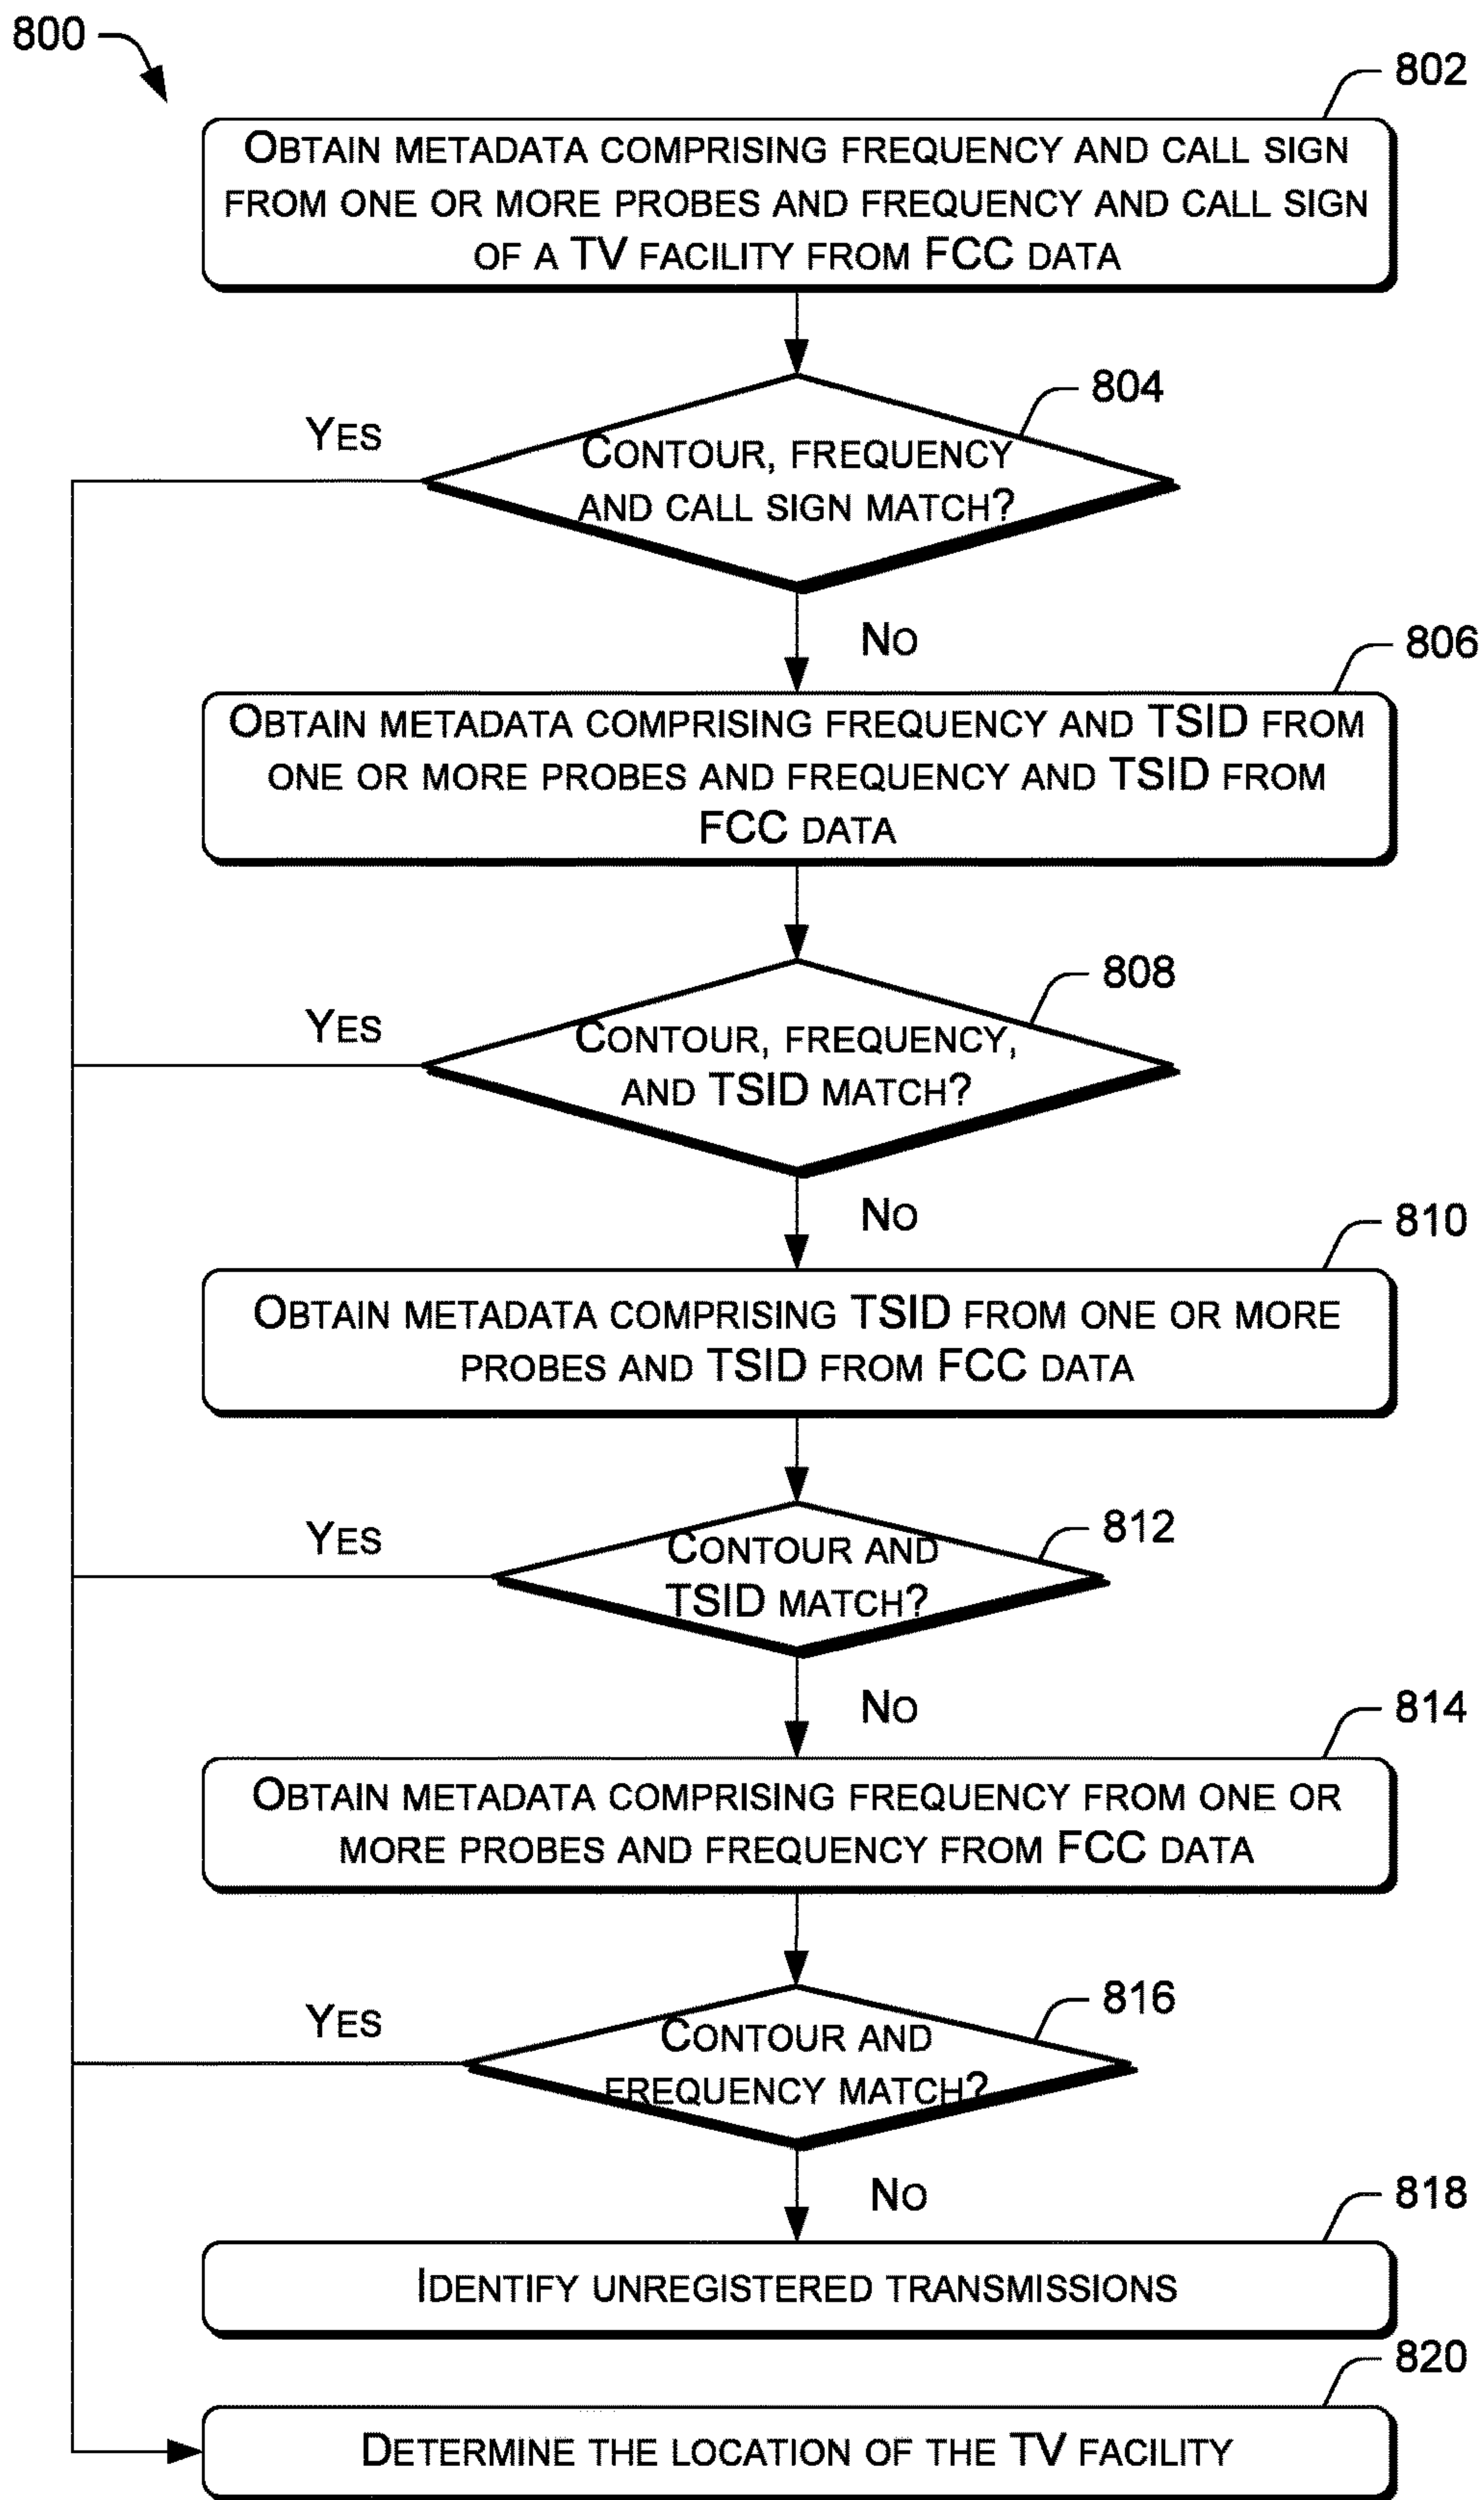 800
802
Obtain metadata comprising frequency and call sign
from one or more probes and frequency and call sign
of a TV facility from FCC data
804
Yes
Contour, frequency
and call sign match?
No
806
Obtain metadata comprising frequency and TSID from
one or more probes and frequency and TSID from
FCC data
808
Yes
Contour, frequency,
and TSID match?
No
810
Obtain metadata comprising TSID from one or more
probes and TSID from FCC data
812
Yes
Contour and
TSID match?
No
814
Obtain metadata comprising frequency from one or
more probes and frequency from FCC data
816
Yes
Contour and
frequency match?
No
818
Identify unregistered transmissions
820
Determine the location of the TV facility